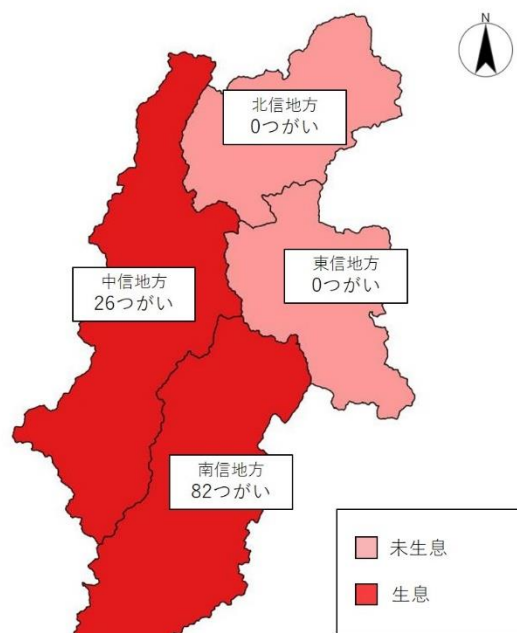 N
北信地方
0つがい
東信地方
0つがい
中信地方
26つがい
南信地方
82つがい
未生息
生息